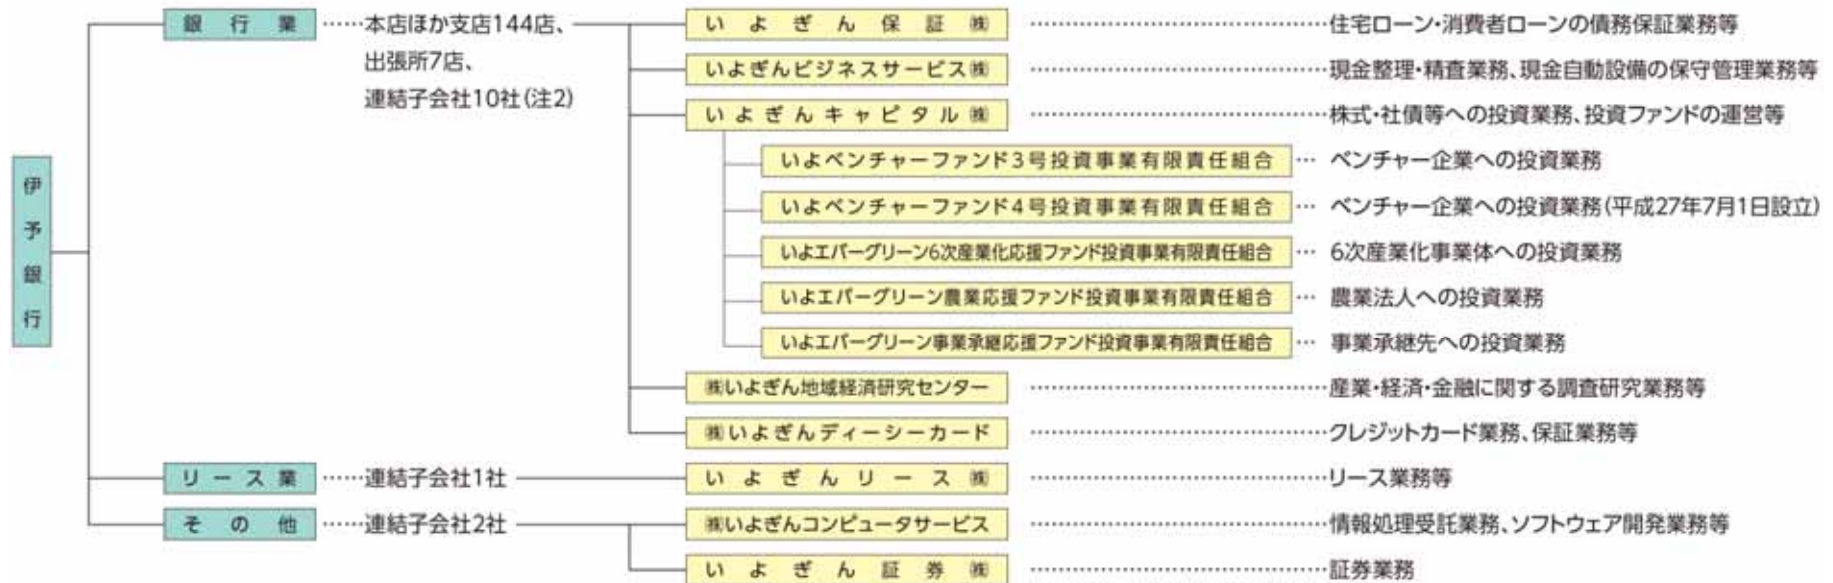 伊予銀行
銀行業……本店ほか支店144店、
出張所7店、
連結子会社10社(注2)
いよぎん保証㈱ ……住宅ローン・消費者ローンの債務保証業務等
いよぎんビジネスサービス㈱ ……現金整理・精査業務、現金自動設備の保守管理業務等
いよぎんキャピタル㈱ ……株式・社債等への投資業務、投資ファンドの運営等
いよベンチャーファンド3号投資事業有限責任組合 … ベンチャー企業への投資業務
いよベンチャーファンド4号投資事業有限責任組合 … ベンチャー企業への投資業務(平成27年7月1日設立)
いよエバーグリーン6次産業化応援ファンド投資事業有限責任組合 … 6次産業化事業体への投資業務
いよエバーグリーン農業応援ファンド投資事業有限責任組合 … 農業法人への投資業務
いよエバーグリーン事業承継応援ファンド投資事業有限責任組合 … 事業承継先への投資業務
㈱いよぎん地域経済研究センター ……産業・経済・金融に関する調査研究業務等
㈱いよぎんディーシーカード ……クレジットカード業務、保証業務等
リース業……連結子会社1社 いよぎんリース㈱ ……リース業務等
その他……連結子会社2社 ㈱いよぎんコンピュータサービス ……情報処理受託業務、ソフトウェア開発業務等
いよぎん証券㈱ ……証券業務